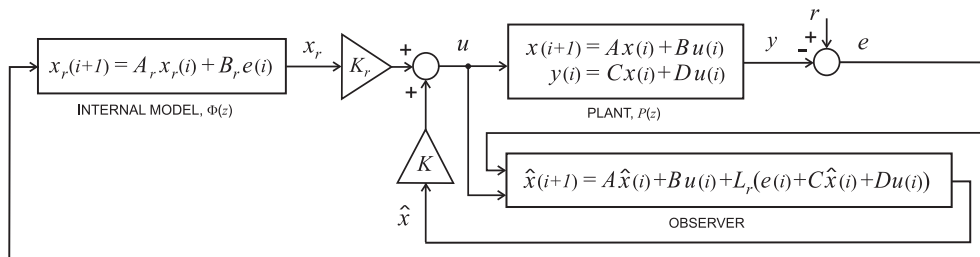 x_r(i+1) = A_r x_r(i) + B_r e(i)
INTERNAL MODEL, Φ(z)
x_r
K_r
+
+
u
x(i+1) = Ax(i) + Bu(i)
y(i) = Cx(i) + Du(i)
PLANT, P(z)
y
r
+
-
e
K
x̂
x̂(i+1) = Ax̂(i)+Bu(i)+L_r(e(i)+Cx̂(i)+Du(i))
OBSERVER